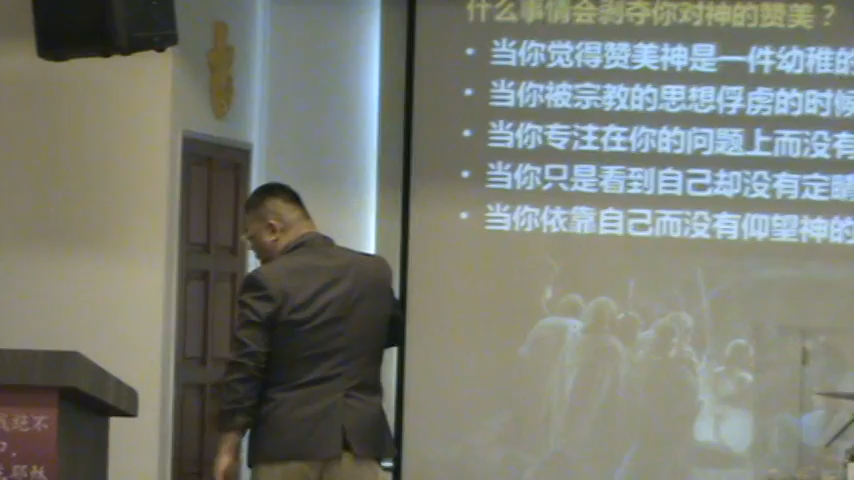 什么事情会剥夺你对神的赞美？
• 当你觉得赞美神是一件幼稚的
• 当你被宗教的思想俘虏的时候
• 当你专注在你的问题上而没有
• 当你只是看到自己却没有定睛
• 当你依靠自己而没有仰望神的
不
口，